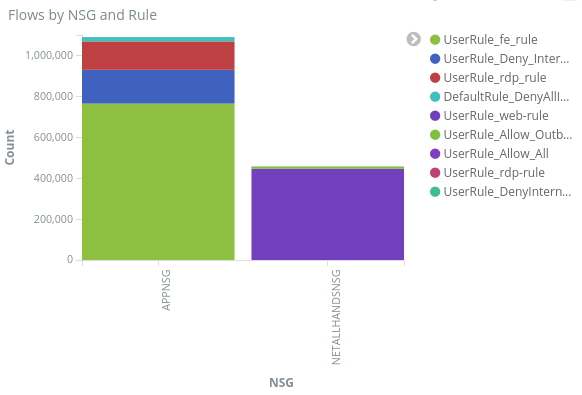 Flows by NSG and Rule
Count
1,000,000
800,000
600,000
400,000
200,000
0
APPNSG
NETALLHANDSNSG
NSG
UserRule_fe_rule
UserRule_Deny_Inter...
UserRule_rdp_rule
DefaultRule_DenyAllI...
UserRule_web-rule
UserRule_Allow_Outb...
UserRule_Allow_All
UserRule_rdp-rule
UserRule_DenyIntern...